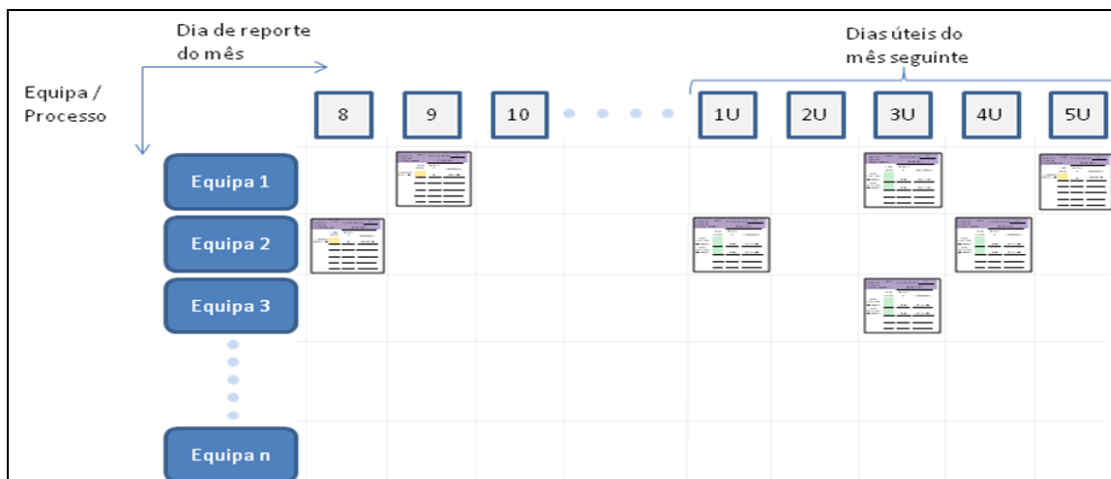 Dia de reporte
do mês
Dias úteis do
mês seguinte
Equipa /
Processo
8
9
10
1U
2U
3U
4U
5U
Equipa 1
Equipa 2
Equipa 3
Equipa n